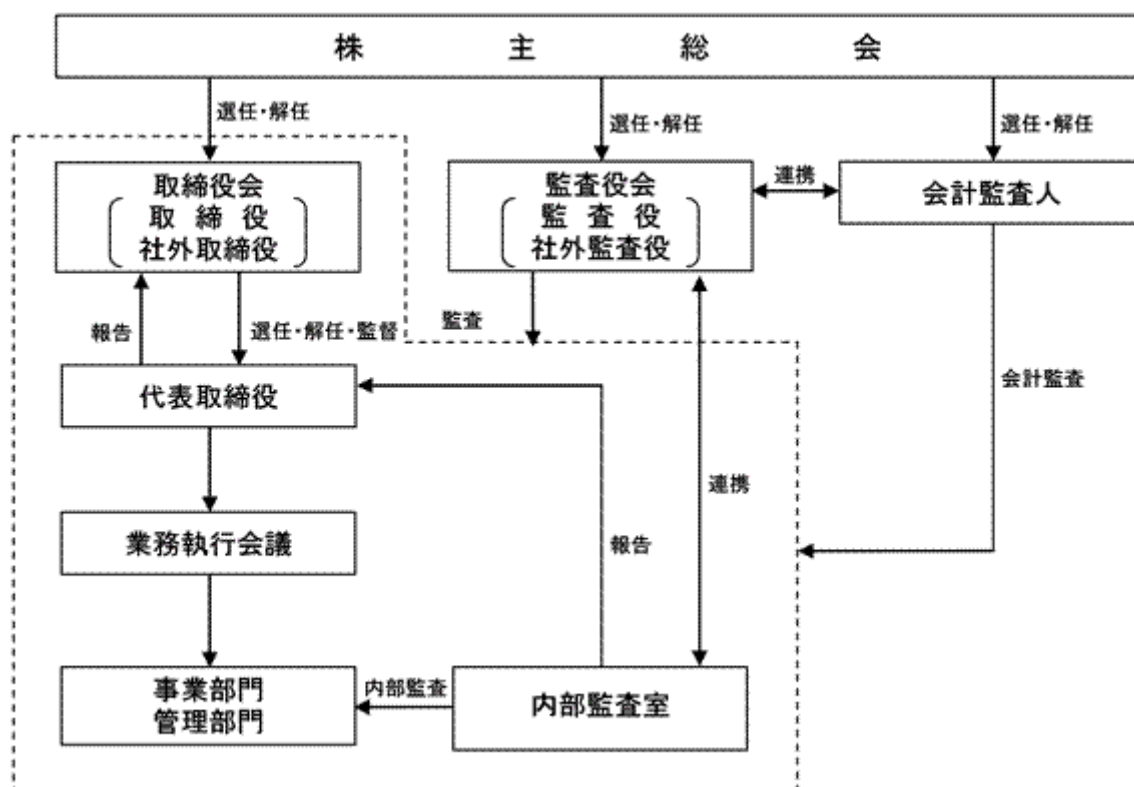 株主総会
選任・解任
選任・解任
選任・解任
取締役会
取締役
社外取締役
監査役会
監査役
社外監査役
連携
会計監査人
報告
選任・解任・監督
監査
代表取締役
会計監査
連携
業務執行会議
報告
事業部門
管理部門
内部監査
内部監査室